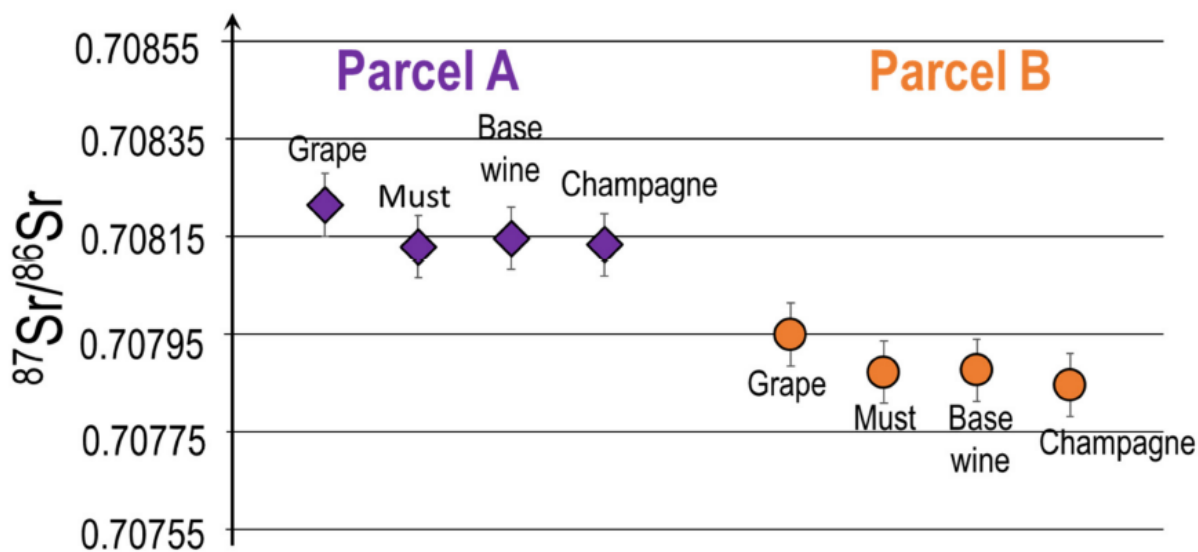 0.70855
0.70835
0.70815
0.70795
0.70775
0.70755
87Sr/86Sr
Parcel A
Parcel B
Grape
Must
Base
wine
Champagne
Grape
Must
Base
wine
Champagne